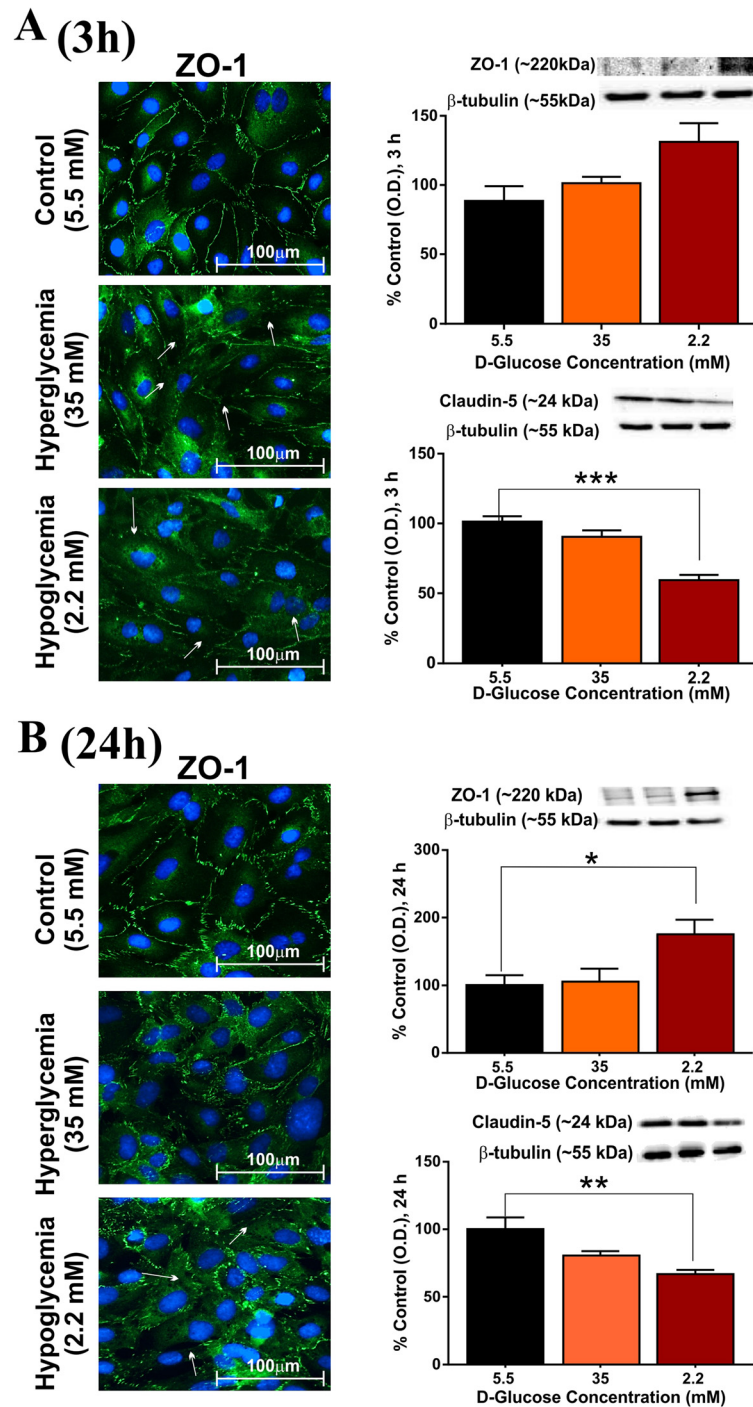 A (3h)
ZO-1
Control
(5.5 mM)
100μm
Hyperglycemia
(35 mM)
100μm
Hypoglycemia
(2.2 mM)
100μm
ZO-1 (~220kDa)
β-tubulin (~55kDa)
% Control (O.D.), 3 h
150
100
50
0
5.5 35 2.2
D-Glucose Concentration (mM)
Claudin-5 (~24 kDa)
β-tubulin (~55 kDa)
% Control (O.D.), 3 h
150
100
50
0
***
5.5 35 2.2
D-Glucose Concentration (mM)
B (24h)
ZO-1
Control
(5.5 mM)
100μm
Hyperglycemia
(35 mM)
100μm
Hypoglycemia
(2.2 mM)
100μm
ZO-1 (~220 kDa)
β-tubulin (~55 kDa)
% Control (O.D.), 24 h
300
200
100
0
*
5.5 35 2.2
D-Glucose Concentration (mM)
Claudin-5 (~24 kDa)
β-tubulin (~55 kDa)
% Control (O.D.), 24 h
150
100
50
0
**
5.5 35 2.2
D-Glucose Concentration (mM)